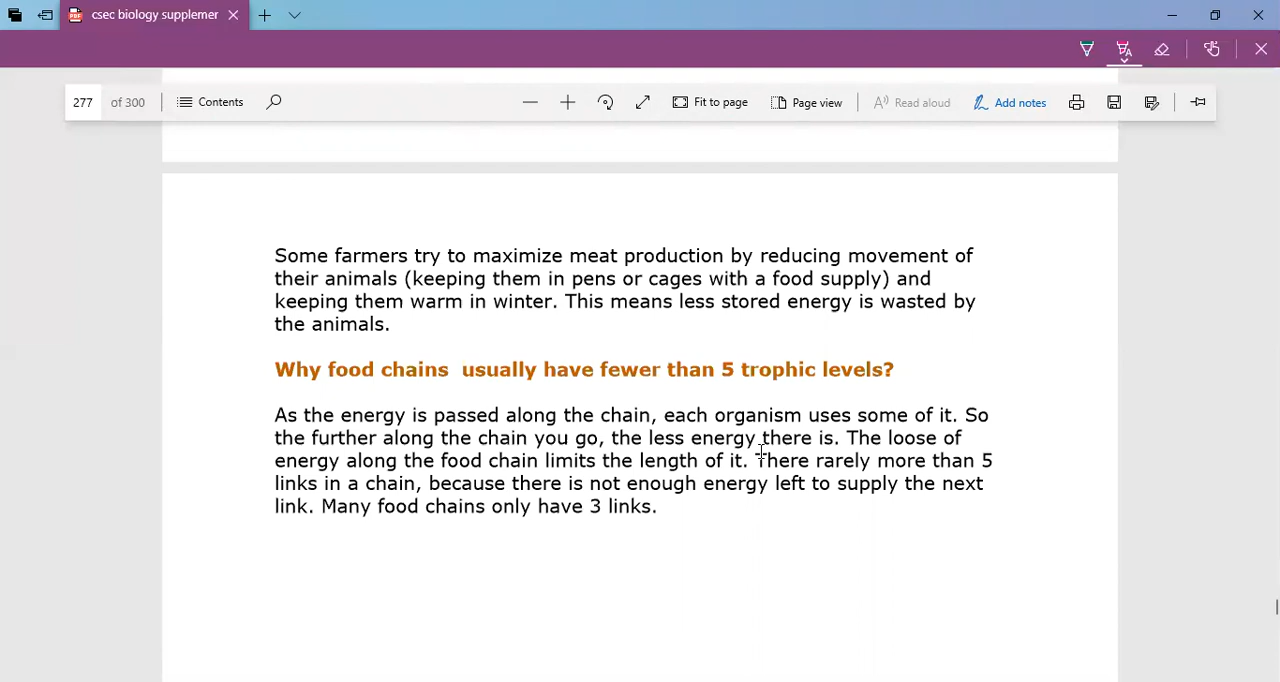 csec biology supplemer
277 of 300 Contents Fit to page Page view Read aloud Add notes
Some farmers try to maximize meat production by reducing movement of
their animals (keeping them in pens or cages with a food supply) and
keeping them warm in winter. This means less stored energy is wasted by
the animals.
Why food chains usually have fewer than 5 trophic levels?
As the energy is passed along the chain, each organism uses some of it. So
the further along the chain you go, the less energy there is. The loose of
energy along the food chain limits the length of it. There rarely more than 5
links in a chain, because there is not enough energy left to supply the next
link. Many food chains only have 3 links.